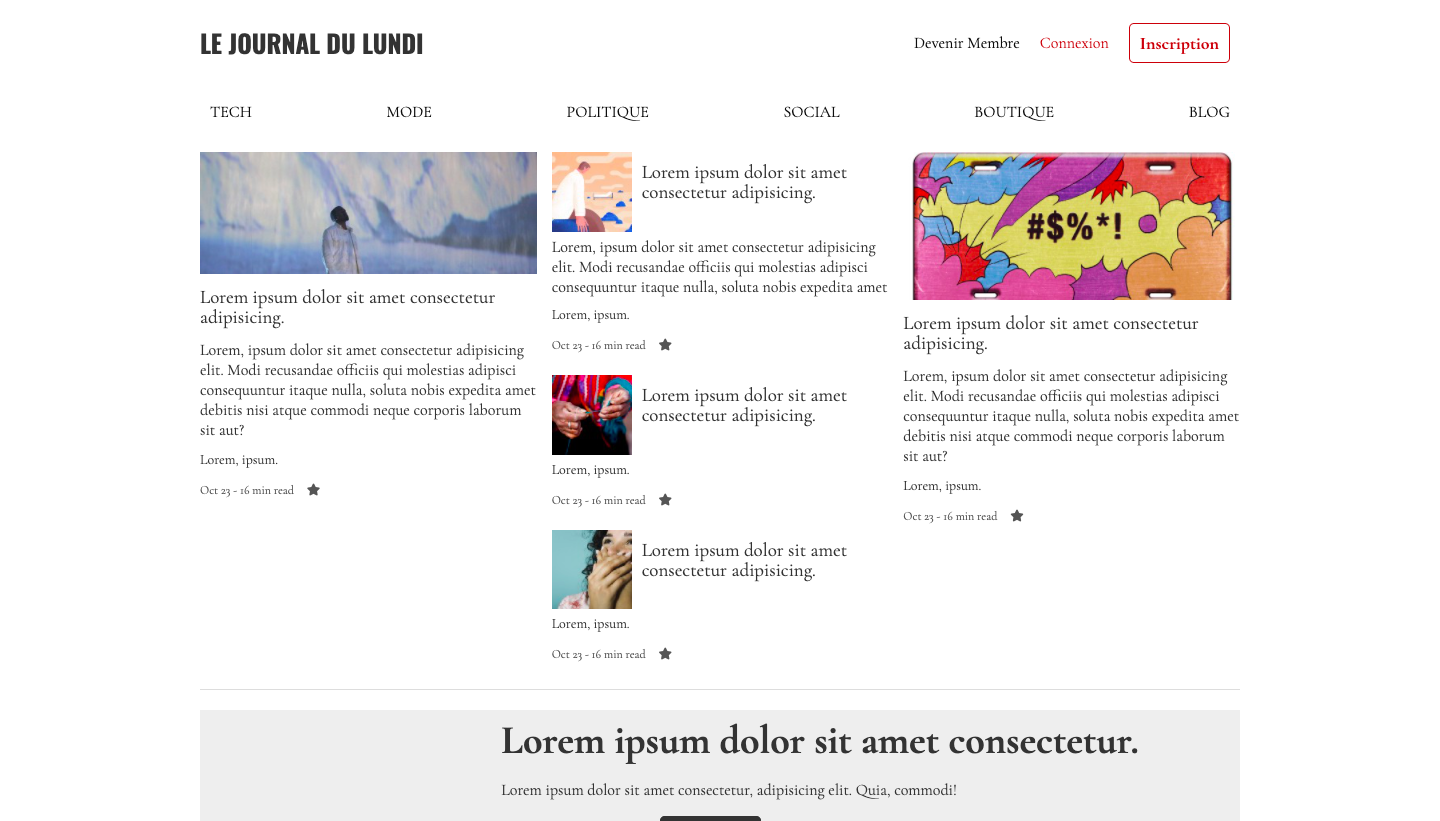 LE JOURNAL DU LUNDI
Devenir Membre Connexion Inscription
TECH MODE POLITIQUE SOCIAL BOUTIQUE BLOG
Lorem ipsum dolor sit amet consectetur
adipisicing.
Lorem, ipsum dolor sit amet consectetur adipisicing
elit. Modi recusandae officiis qui molestias adipisci
consequuntur itaque nulla, soluta nobis expedita amet
debitis nisi atque commodi neque corporis laborum
sit aut?
Lorem, ipsum.
Oct 23 - 16 min read
Lorem ipsum dolor sit amet
consectetur adipisicing.
Lorem, ipsum dolor sit amet consectetur adipisicing
elit. Modi recusandae officiis qui molestias adipisci
consequuntur itaque nulla, soluta nobis expedita amet
Lorem, ipsum.
Oct 23 - 16 min read
Lorem ipsum dolor sit amet
consectetur adipisicing.
Lorem, ipsum.
Oct 23 - 16 min read
Lorem ipsum dolor sit amet
consectetur adipisicing.
Lorem, ipsum.
Oct 23 - 16 min read
#$%*!
Lorem ipsum dolor sit amet consectetur
adipisicing.
Lorem, ipsum dolor sit amet consectetur adipisicing
elit. Modi recusandae officiis qui molestias adipisci
consequuntur itaque nulla, soluta nobis expedita amet
debitis nisi atque commodi neque corporis laborum
sit aut?
Lorem, ipsum.
Oct 23 - 16 min read
Lorem ipsum dolor sit amet consectetur.
Lorem ipsum dolor sit amet consectetur, adipisicing elit. Quia, commodi!